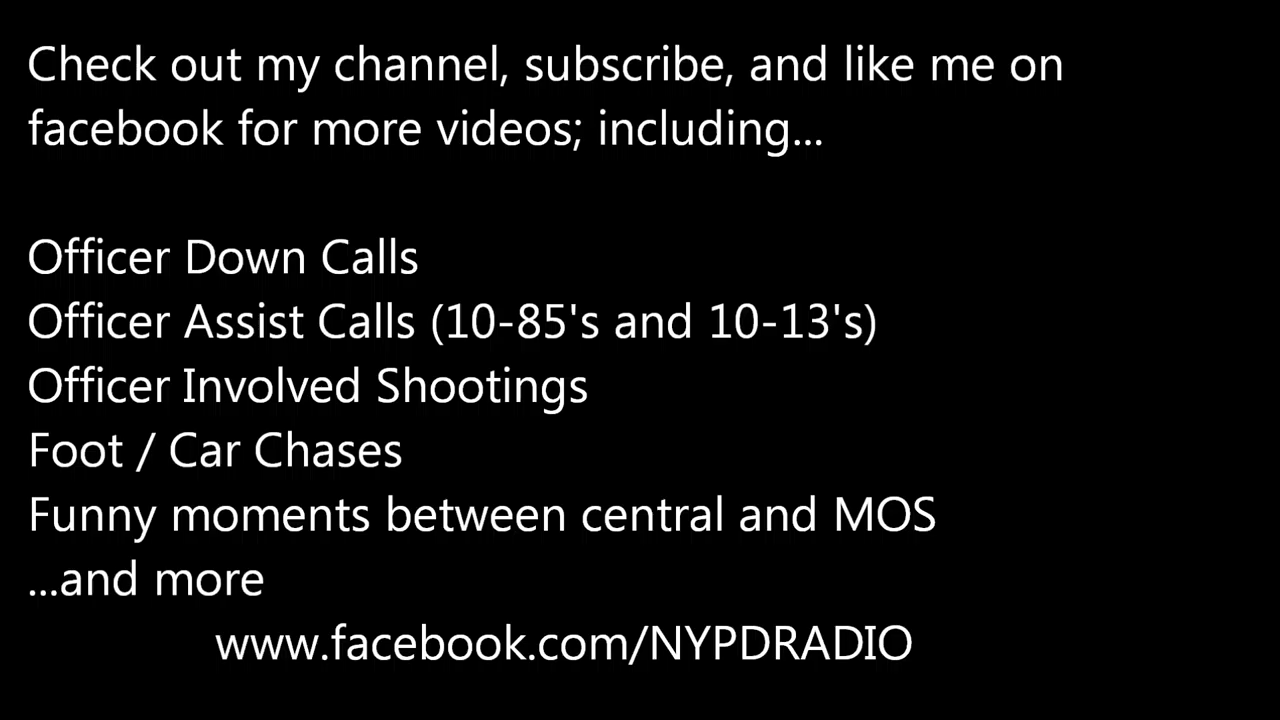 Check out my channel, subscribe, and like me on
facebook for more videos; including...
Officer Down Calls
Officer Assist Calls (10-85's and 10-13's)
Officer Involved Shootings
Foot / Car Chases
Funny moments between central and MOS
...and more
www.facebook.com/NYPDRADIO